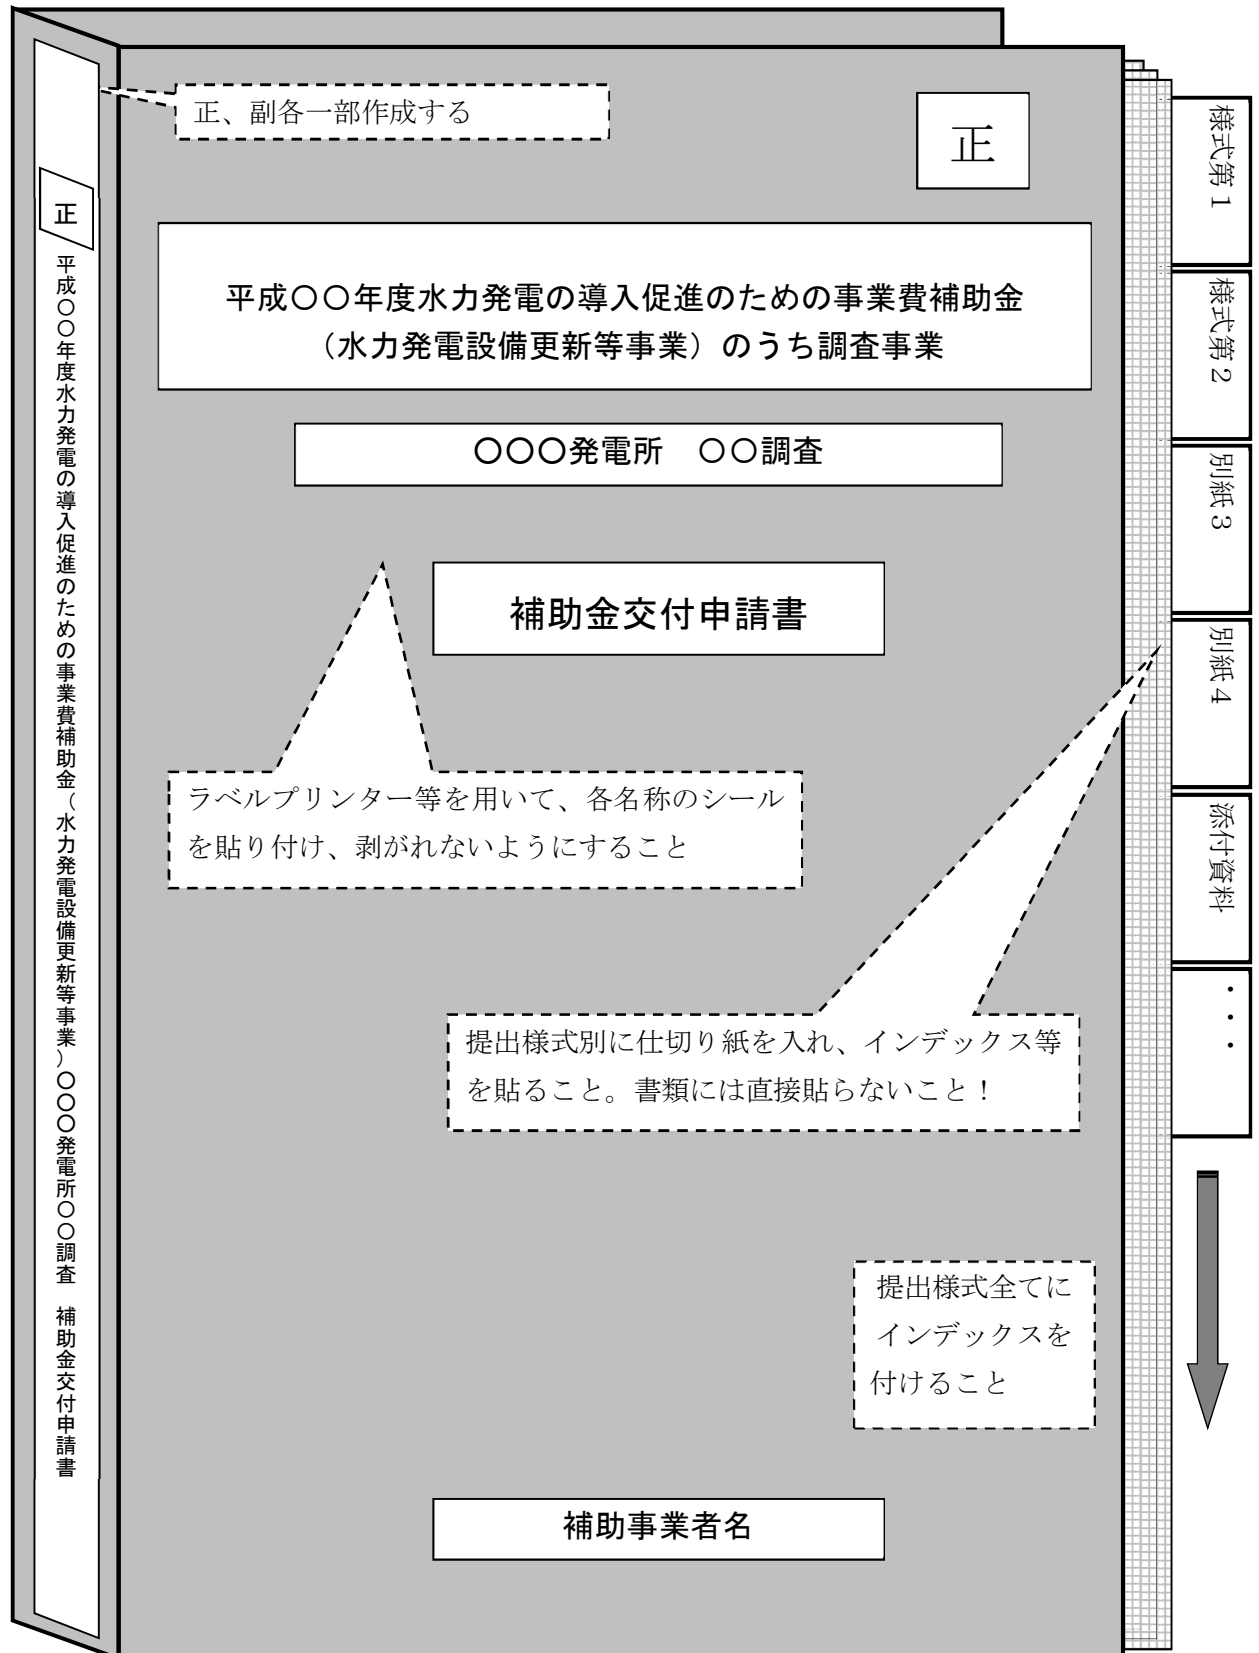 正、副各一部作成する
正
正
平成〇〇年度水力発電の導入促進のための事業費補助金（水力発電設備更新等事業）〇〇〇発電所〇〇調査　補助金交付申請書
平成〇〇年度水力発電の導入促進のための事業費補助金
（水力発電設備更新等事業）のうち調査事業
〇〇〇発電所　〇〇調査
補助金交付申請書
ラベルプリンター等を用いて、各名称のシール
を貼り付け、剥がれないようにすること
提出様式別に仕切り紙を入れ、インデックス等
を貼ること。書類には直接貼らないこと！
提出様式全てに
インデックスを
付けること
補助事業者名
様式第１
様式第２
別紙３
別紙４
添付資料
・・・